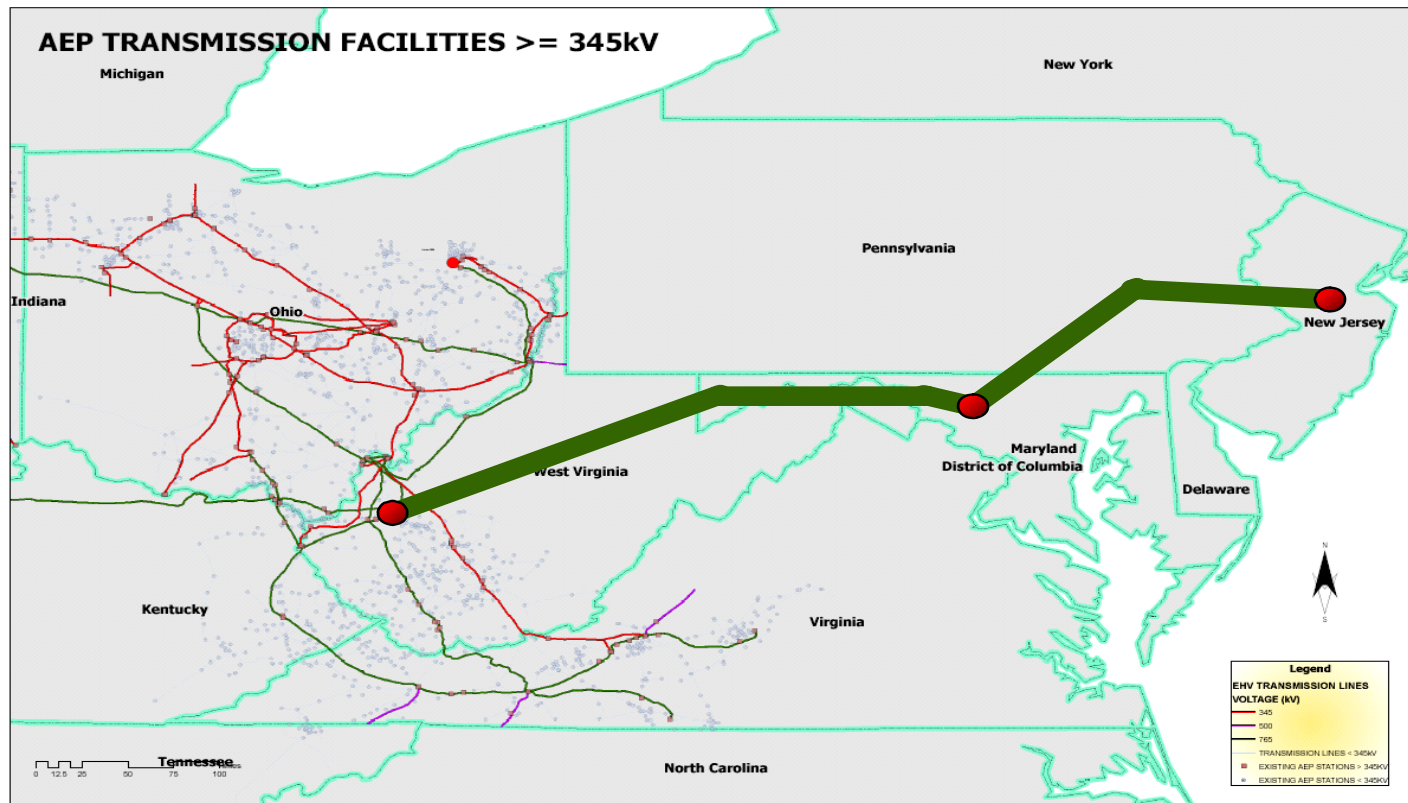 AEP TRANSMISSION FACILITIES >= 345kV
Michigan
New York
Pennsylvania
Indiana
Ohio
New Jersey
West Virginia
Maryland
District of Columbia
Delaware
Kentucky
Virginia
N
S
Tennessee
North Carolina
0 12.5 25 50 75 100
Legend
EHV TRANSMISSION LINES
VOLTAGE (kV)
345
500
765
TRANSMISSION LINES < 345kV
EXISTING AEP STATIONS > 345KV
EXISTING AEP STATIONS < 345KV